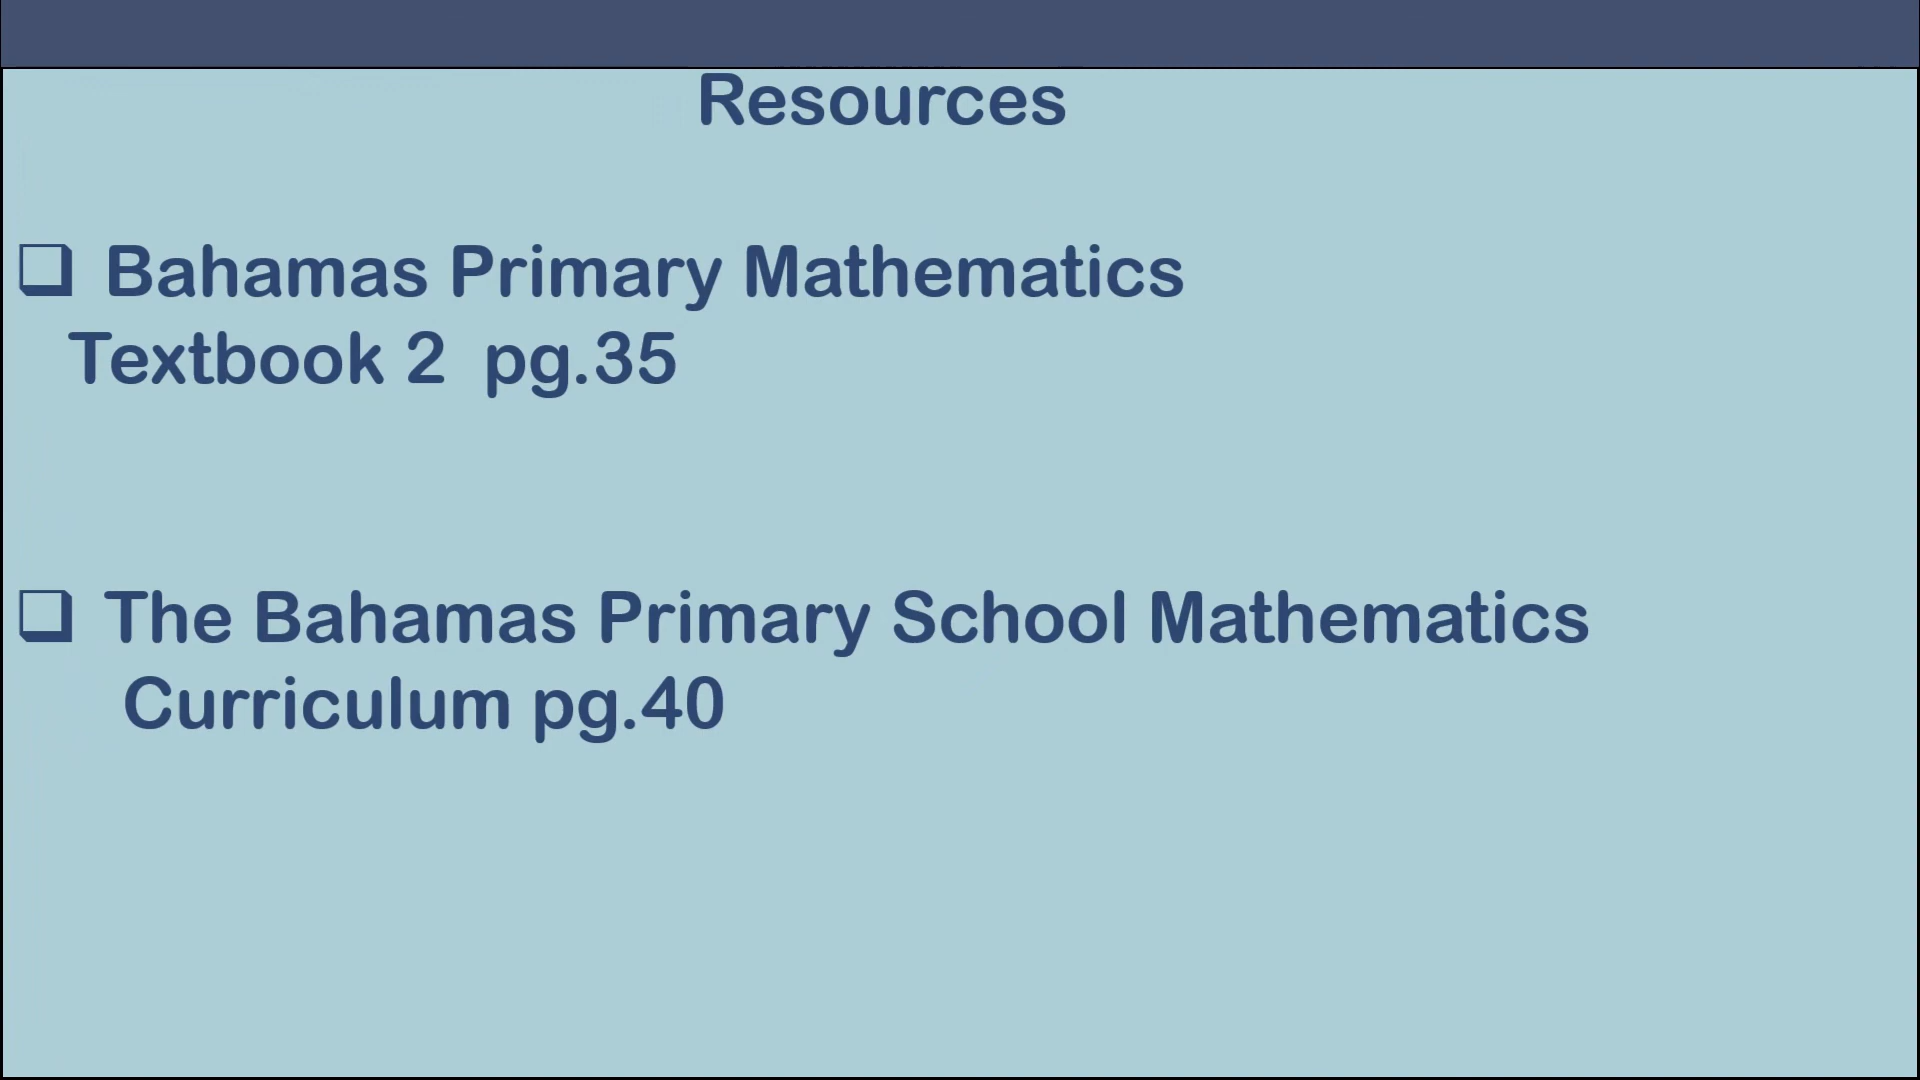 Resources
❑ Bahamas Primary Mathematics
Textbook 2 pg.35
❑ The Bahamas Primary School Mathematics
Curriculum pg.40